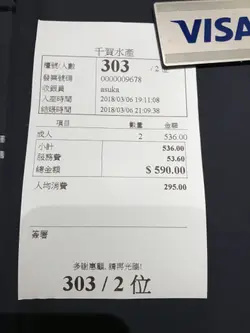 VISA
千賀水產
檯號/人數 303 / 2 位
發票號碼 0000009678
收銀員 asuka
入座時間 2018/03/06 19:11:08
結帳時間 2018/03/06 21:09:38
項目 數量 金額
成人 2 536.00
小計 536.00
服務費 53.60
總金額 $ 590.00
人均消費 295.00
簽署
多謝惠顧, 請再光臨!
303 / 2 位